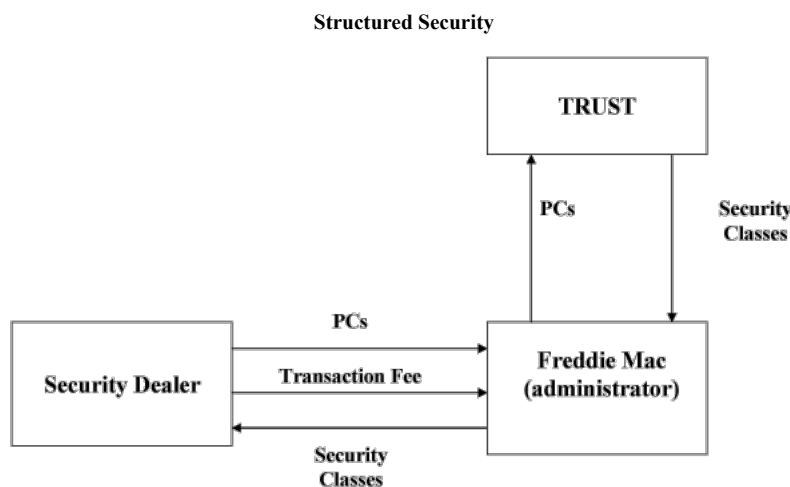 Structured Security
TRUST
PCs
Security
Classes
PCs
Security Dealer
Transaction Fee
Freddie Mac
(administrator)
Security
Classes